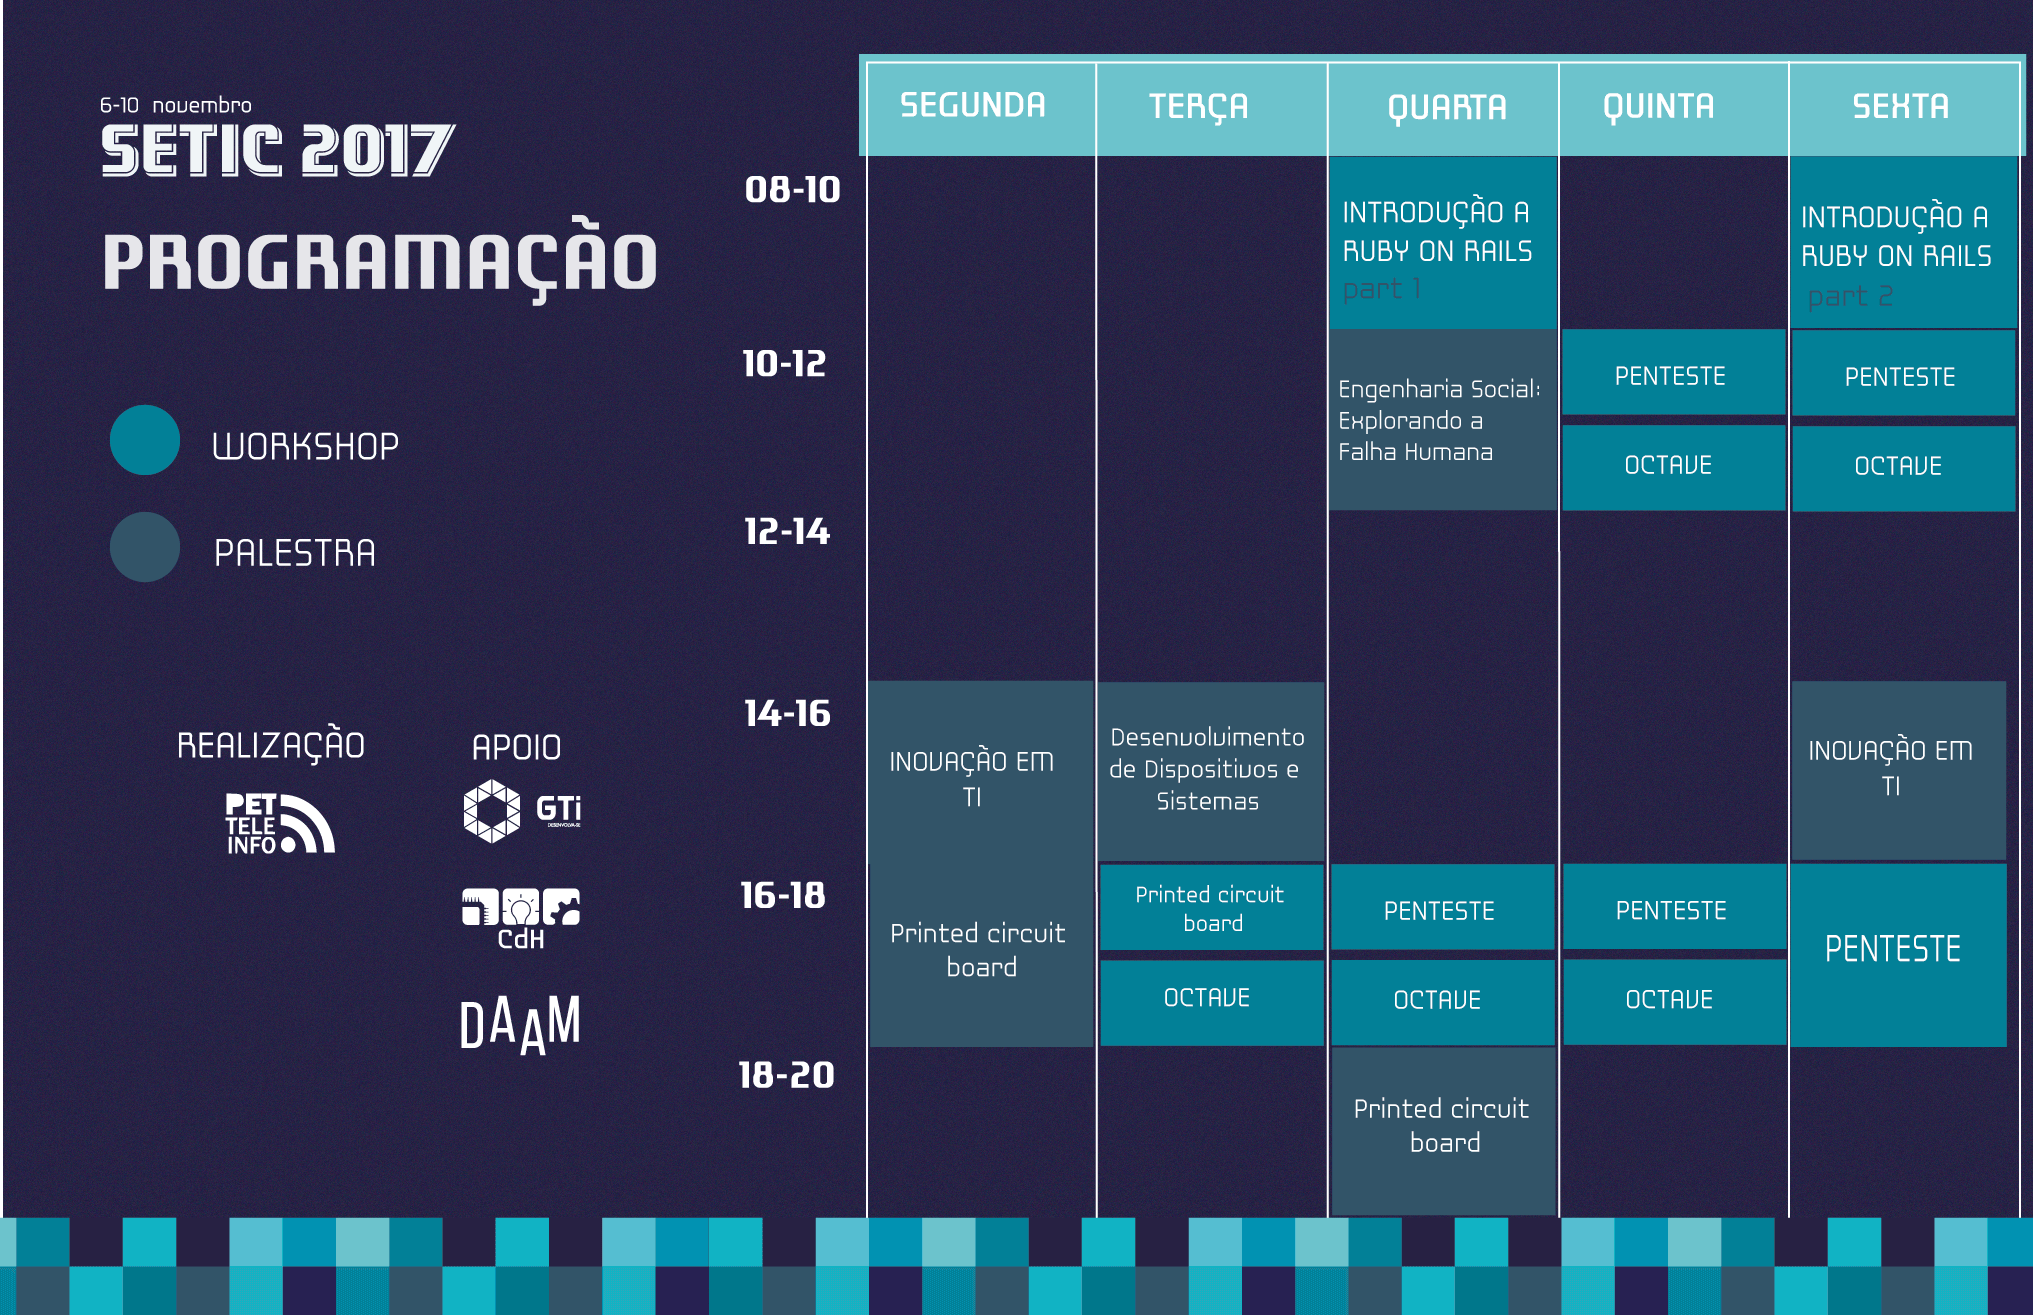 6-10 novembro
SETIC 2017
PROGRAMAÇÃO
WORKSHOP
PALESTRA
REALIZAÇÃO
PET
TELE
INFO
APOIO
GTi
DESENVOLVA-SE
CdH
DAAM
SEGUNDA
TERÇA
QUARTA
QUINTA
SEXTA
08-10
INTRODUÇÃO A
RUBY ON RAILS
part 1
INTRODUÇÃO A
RUBY ON RAILS
part 2
10-12
Engenharia Social:
Explorando a
Falha Humana
PENTESTE
OCTAVE
PENTESTE
OCTAVE
12-14
14-16
INOVAÇÃO EM
TI
Desenvolvimento
de Dispositivos e
Sistemas
INOVAÇÃO EM
TI
16-18
Printed circuit
board
Printed circuit
board
OCTAVE
PENTESTE
OCTAVE
PENTESTE
OCTAVE
PENTESTE
18-20
Printed circuit
board